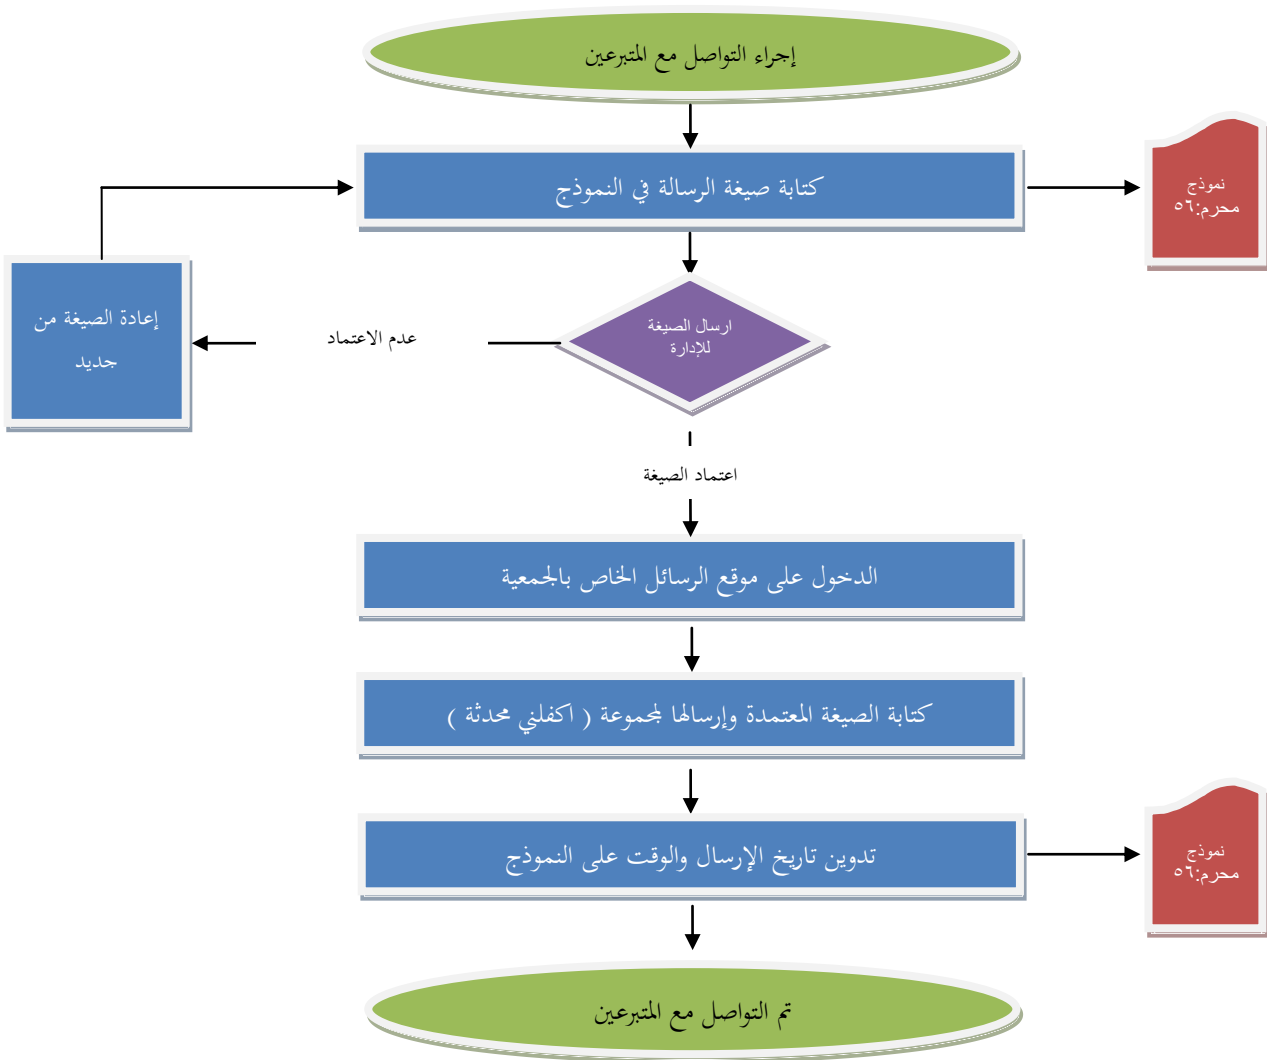 إجراء التواصل مع المتبرعين
كتابة صيغة الرسالة في النموذج
نموذج
محرم:٥٦
ارسال الصيغة
للإدارة
عدم الاعتماد
إعادة الصيغة من
جديد
اعتماد الصيغة
الدخول على موقع الرسائل الخاص بالجمعية
كتابة الصيغة المعتمدة وإرسالها لمجموعة ( اكفلني محدثة )
تدوين تاريخ الإرسال والوقت على النموذج
نموذج
محرم:٥٦
تم التواصل مع المتبرعين